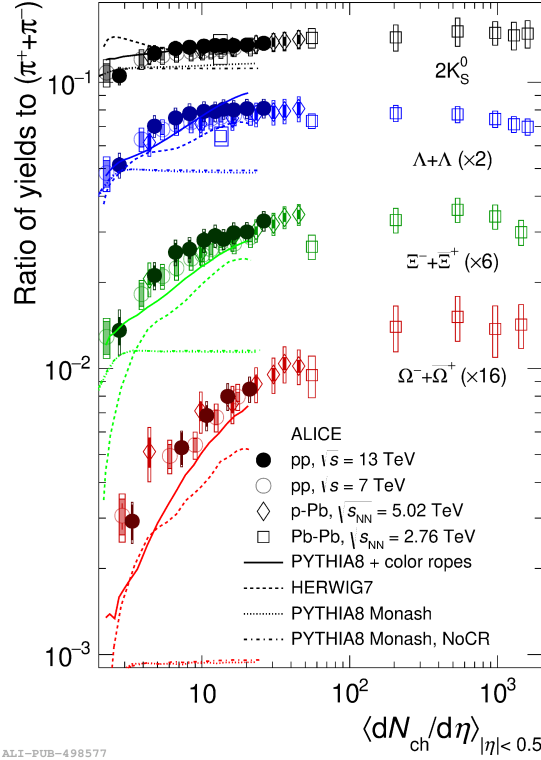 Ratio of yields to (π⁺+π⁻)
10⁻¹
10⁻²
10⁻³
2K⁰S
Λ+Λ̅ (×2)
Ξ⁻+Ξ̅⁺ (×6)
Ω⁻+Ω̅⁺ (×16)
ALICE
pp, √s = 13 TeV
pp, √s = 7 TeV
p-Pb, √sNN = 5.02 TeV
Pb-Pb, √sNN = 2.76 TeV
PYTHIA8 + color ropes
HERWIG7
PYTHIA8 Monash
PYTHIA8 Monash, NoCR
10 10² 10³
⟨dNch/dη⟩|η|< 0.5
ALI-PUB-498577